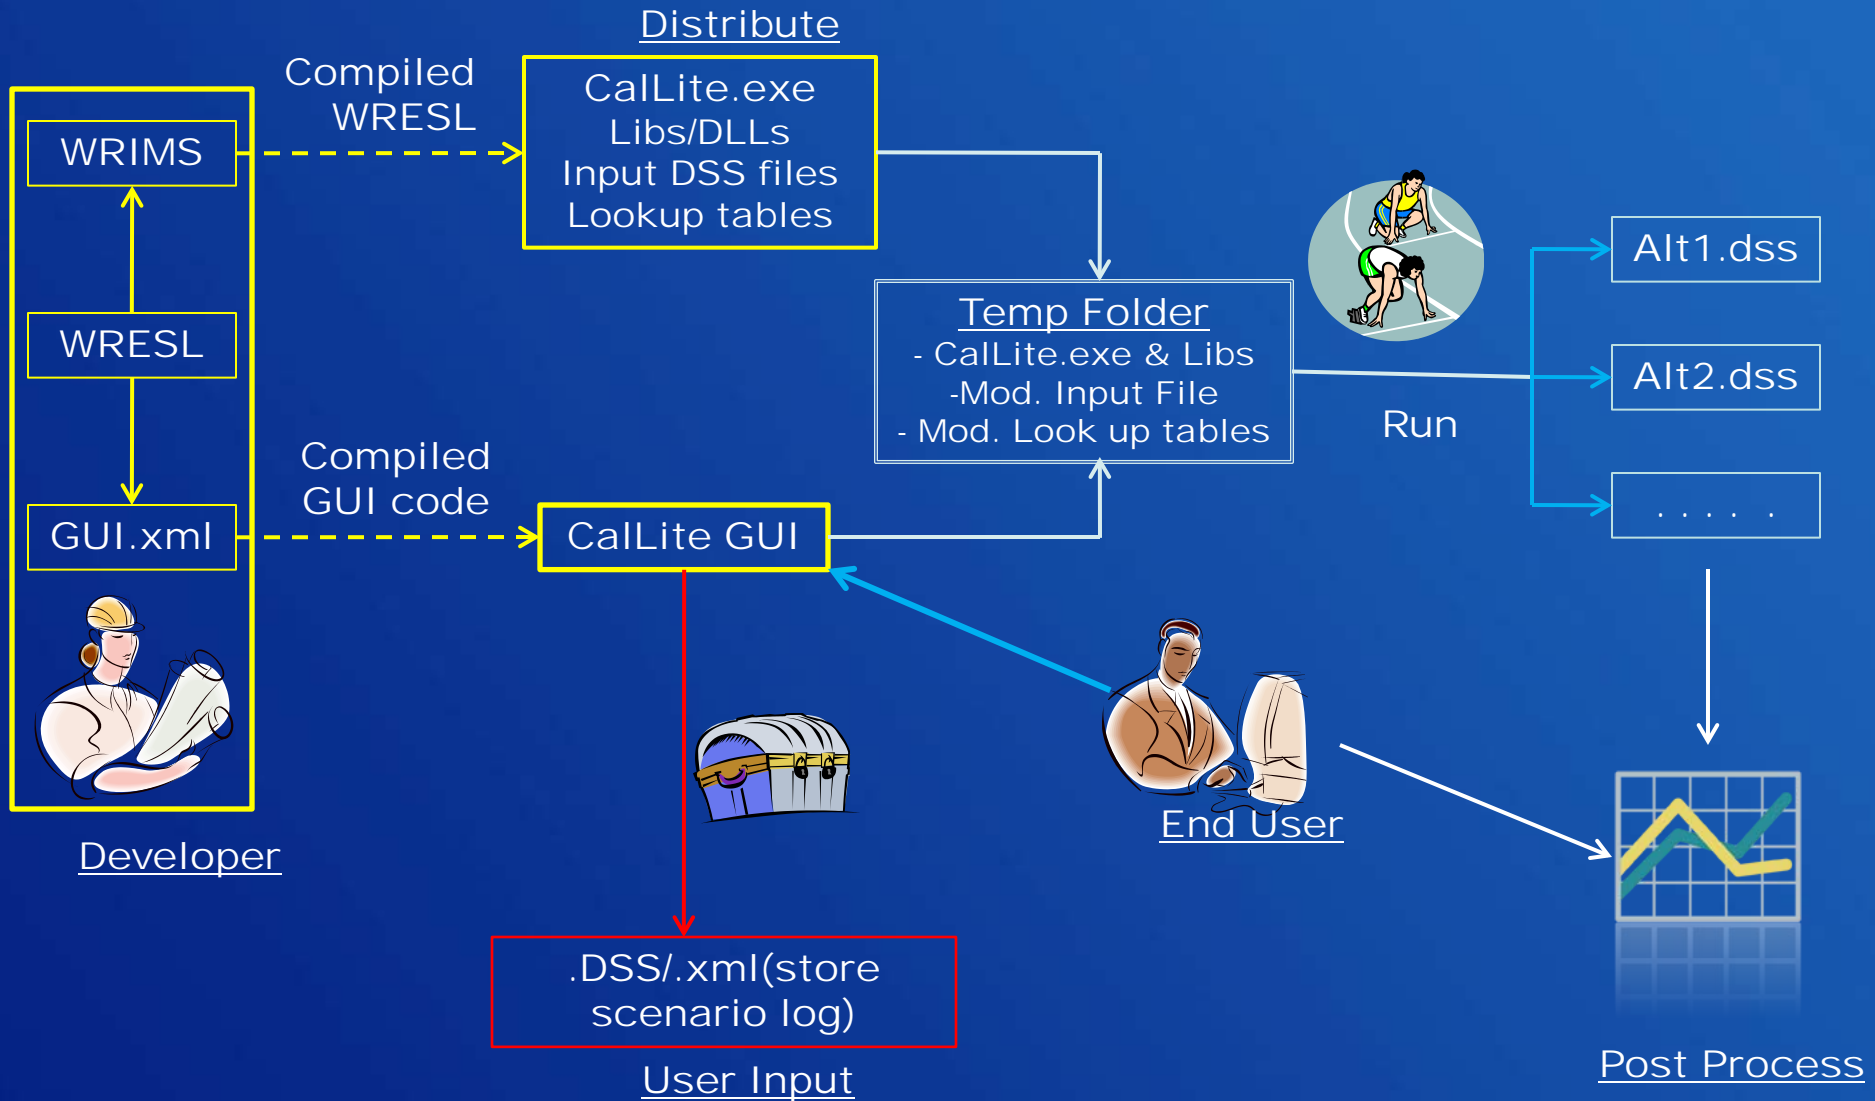 Distribute
Compiled
WRESL
CalLite.exe
Libs/DLLs
Input DSS files
Lookup tables
WRIMS
WRESL
GUI.xml
Developer
Compiled
GUI code
CalLite GUI
Temp Folder
- CalLite.exe & Libs
-Mod. Input File
- Mod. Look up tables
Run
Alt1.dss
Alt2.dss
. . . . .
End User
.DSS/.xml(store
scenario log)
User Input
Post Process